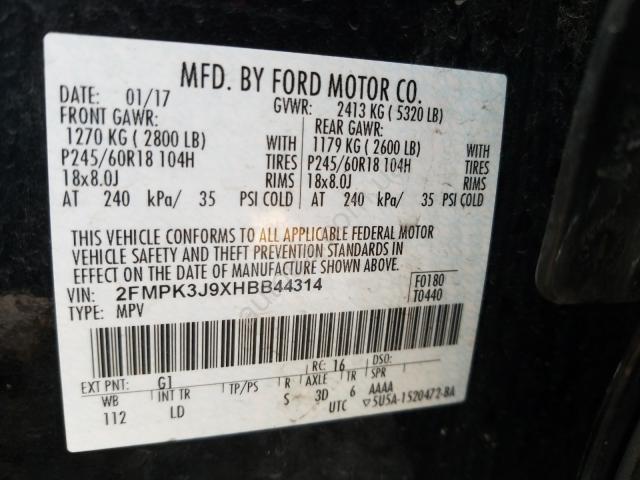 MFD. BY FORD MOTOR CO.
DATE: 01/17 GVWR: 2413 KG ( 5320 LB)
FRONT GAWR: REAR GAWR:
1270 KG ( 2800 LB) WITH 1179 KG ( 2600 LB) WITH
P245/60R18 104H TIRES P245/60R18 104H TIRES
18x8.0J RIMS 18x8.0J RIMS
AT 240 kPa/ 35 PSI COLD AT 240 kPa/ 35 PSI COLD
THIS VEHICLE CONFORMS TO ALL APPLICABLE FEDERAL MOTOR
VEHICLE SAFETY AND THEFT PREVENTION STANDARDS IN
EFFECT ON THE DATE OF MANUFACTURE SHOWN ABOVE.
VIN: 2FMPK3J9XHBB44314 F0180
TYPE: MPV T0440
RC: 16 DSO:
EXT PNT: G1
WB INT TR TP/PS R AXLE TR SPR
112 LD S 3D 6 AAAA
UTC ▽5U5A-1520472-BA